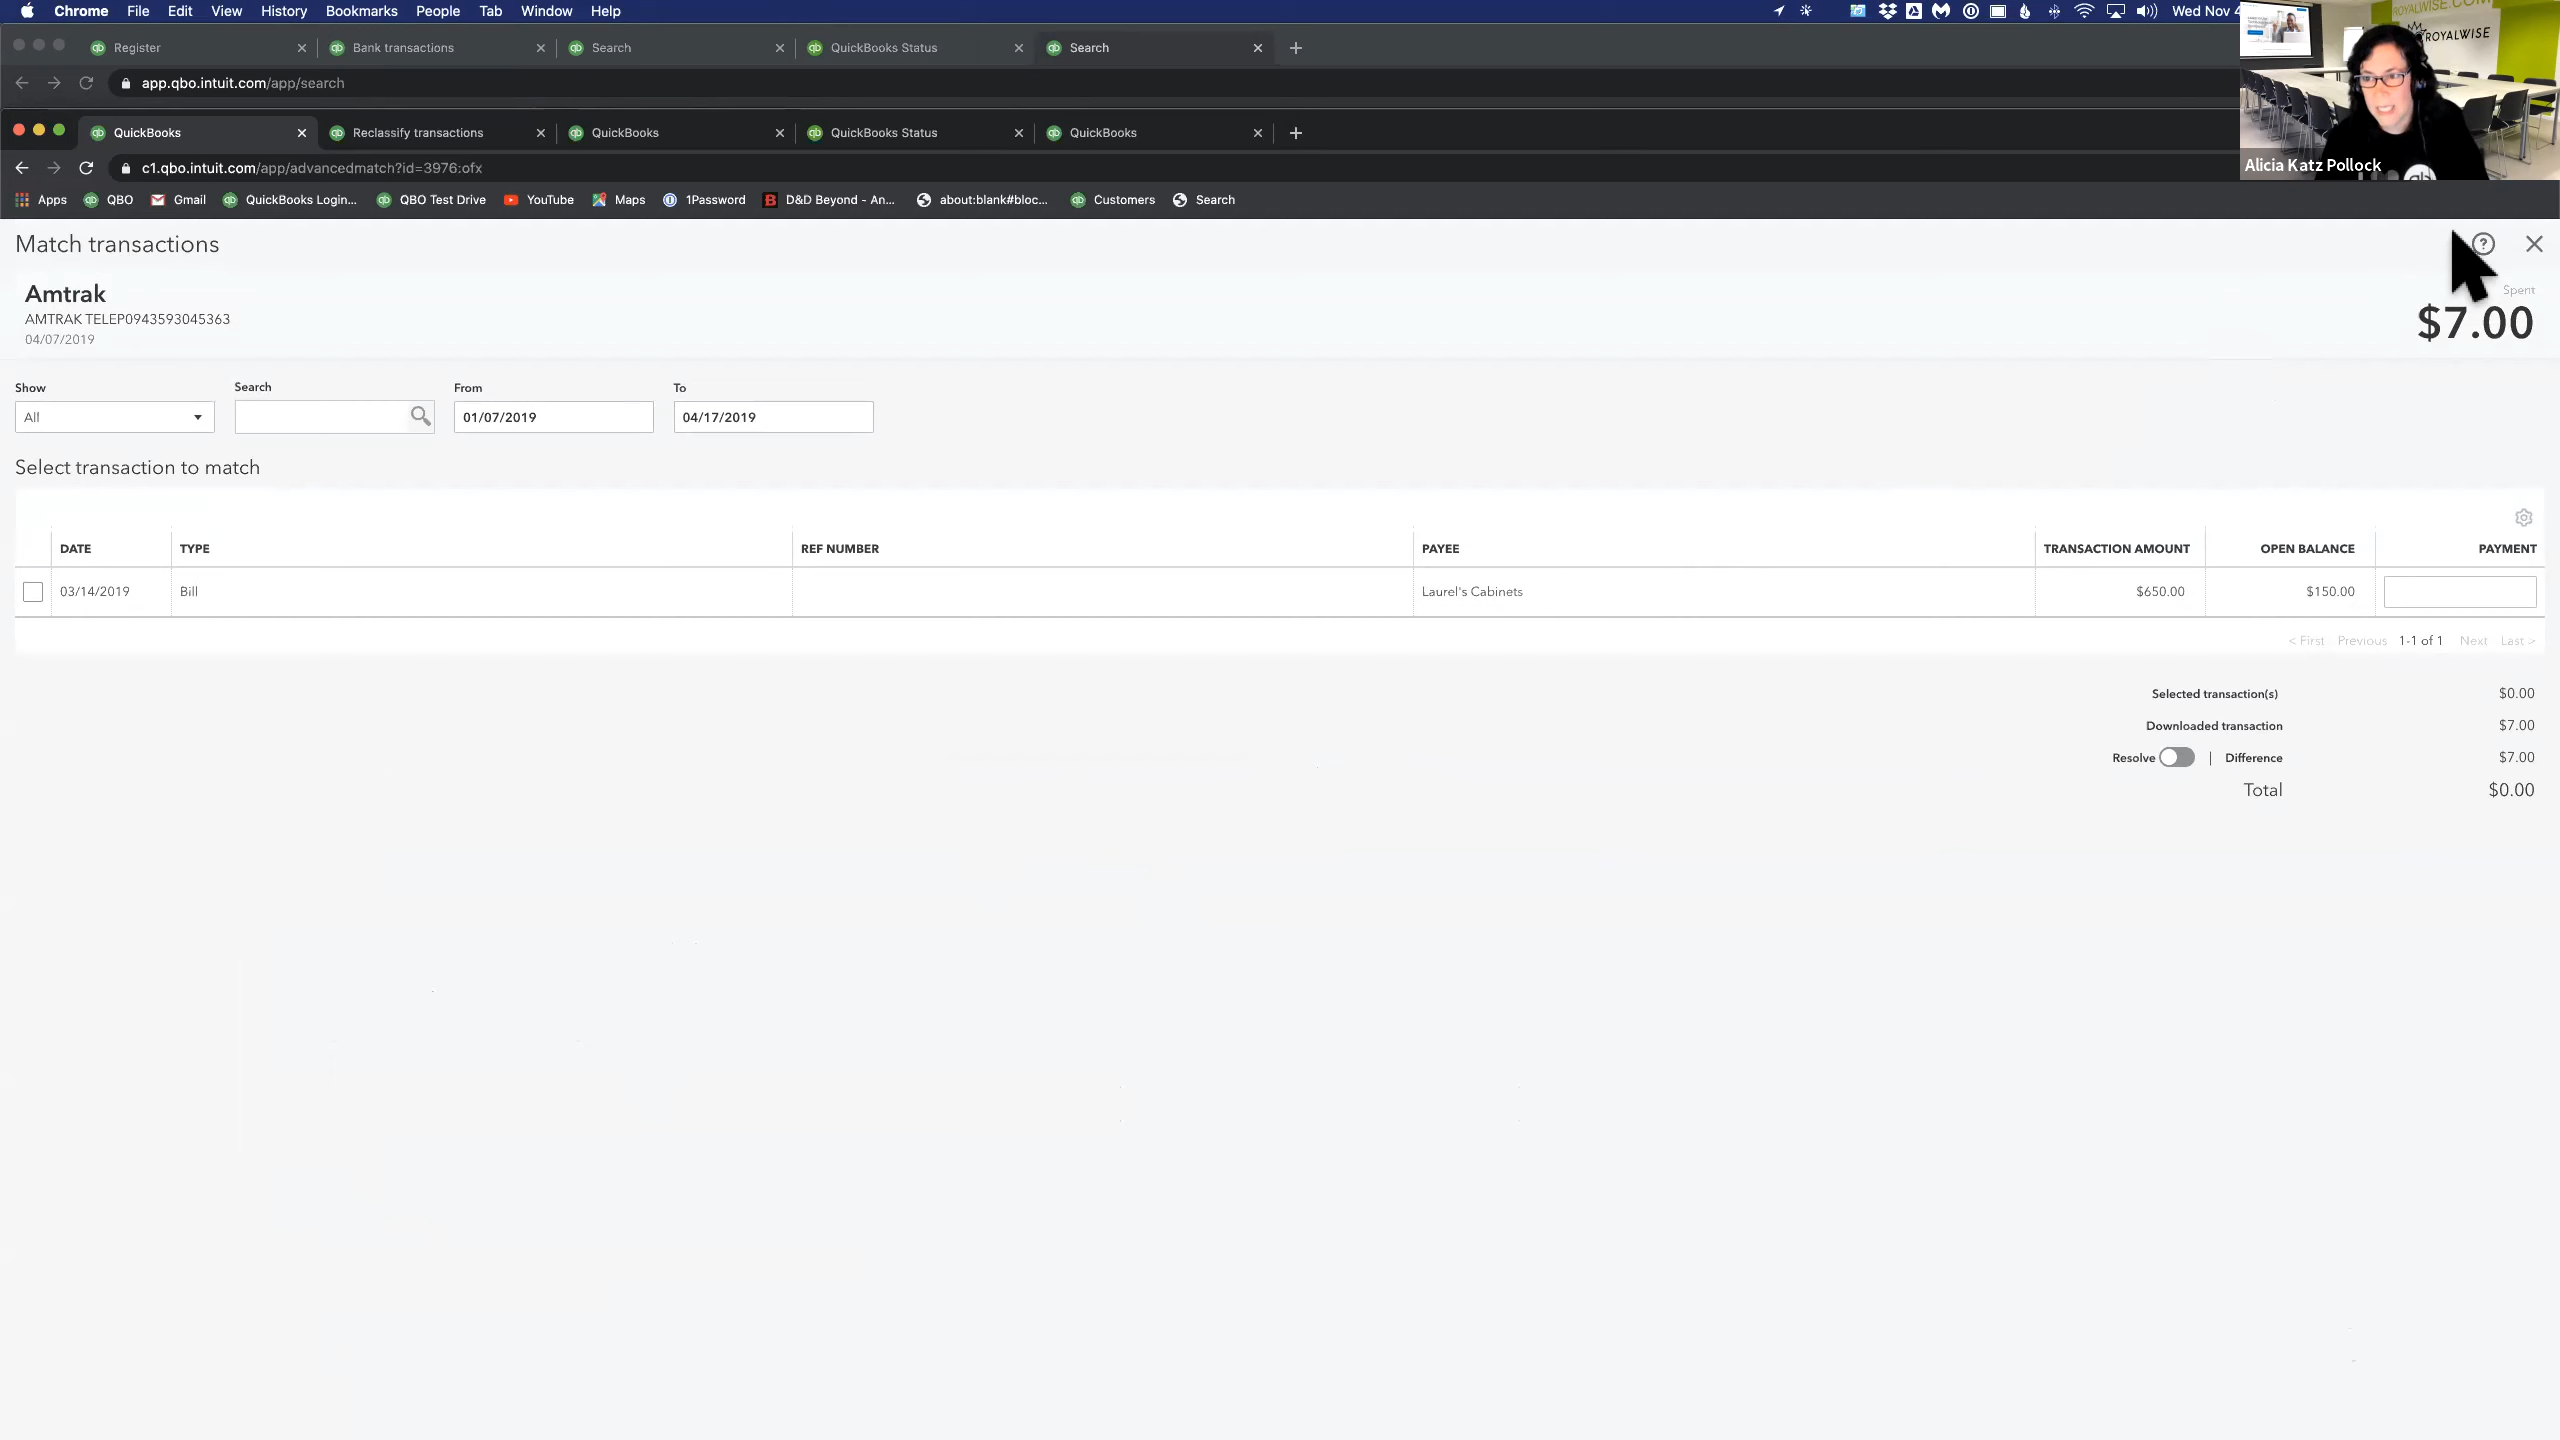 Chrome File Edit View History Bookmarks People Tab Window Help Wed Nov 4
Register Bank transactions Search QuickBooks Status Search
app.qbo.intuit.com/app/search
QuickBooks Reclassify transactions QuickBooks QuickBooks Status QuickBooks
c1.qbo.intuit.com/app/advancedmatch?id=3976:ofx
Apps QBO Gmail QuickBooks Login... QBO Test Drive YouTube Maps 1Password D&D Beyond - An... about:blank#bloc... Customers Search
ROYALWISE.COM
ROYALWISE
Alicia Katz Pollock
Match transactions
Amtrak
AMTRAK TELEP0943593045363
04/07/2019
Spent
$7.00
Show Search From To
All 01/07/2019 04/17/2019
Select transaction to match
DATE TYPE REF NUMBER PAYEE TRANSACTION AMOUNT OPEN BALANCE PAYMENT
03/14/2019 Bill Laurel's Cabinets $650.00 $150.00
< First Previous 1-1 of 1 Next Last >
Selected transaction(s) $0.00
Downloaded transaction $7.00
Resolve | Difference $7.00
Total $0.00